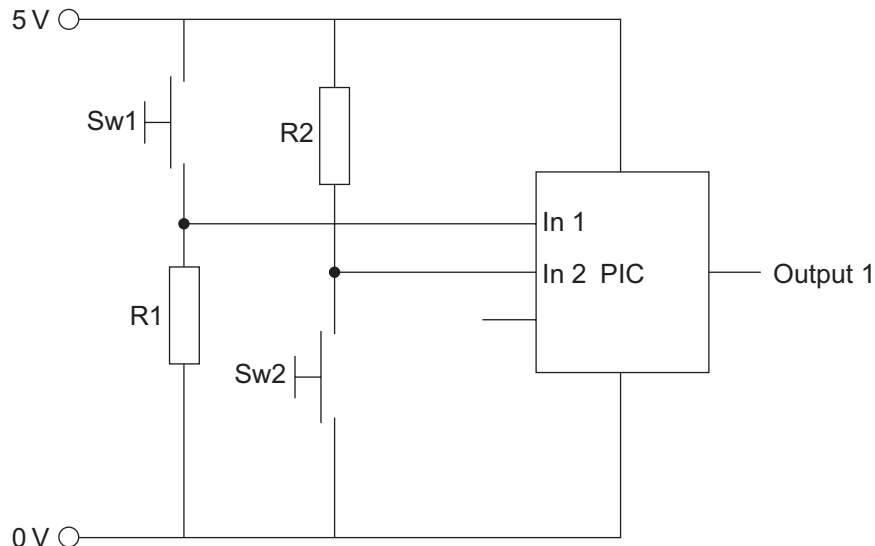 5 V
Sw1
R2
In 1
In 2 PIC
Output 1
R1
Sw2
0 V